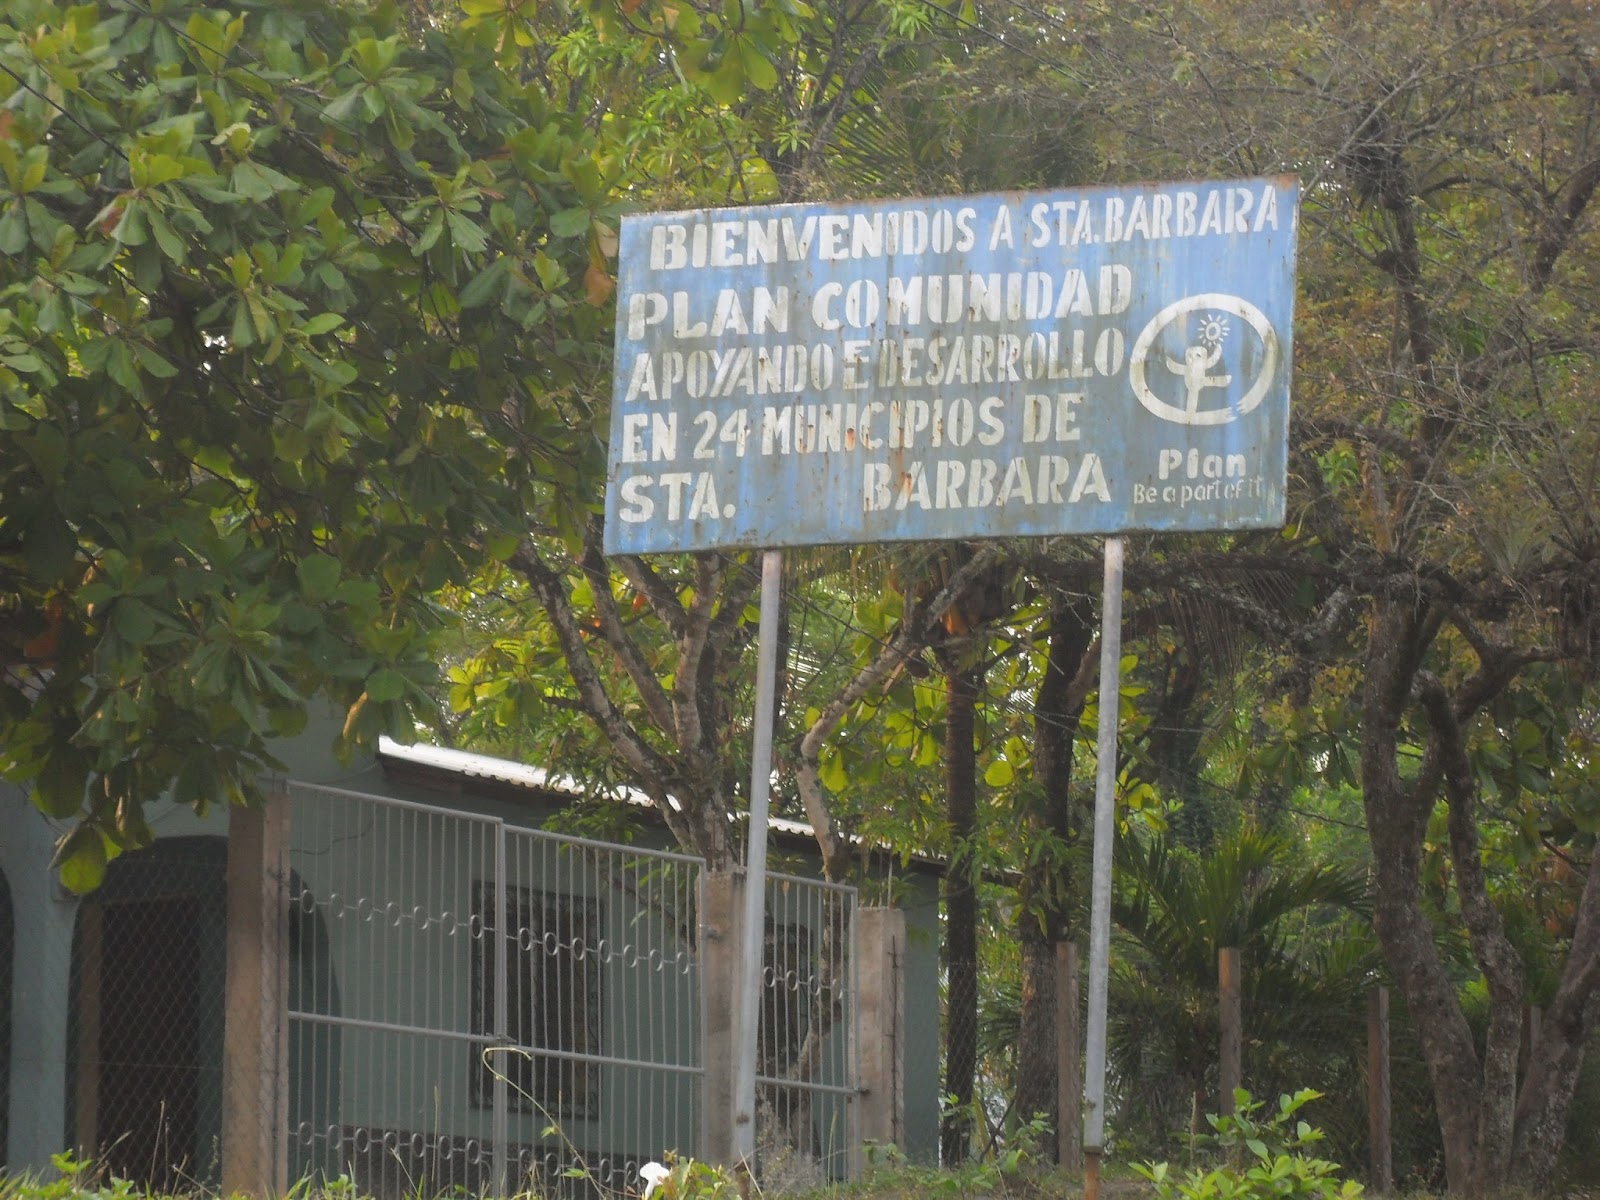 BIENVENIDOS A STA.BARBARA
PLAN COMUNIDAD
APOYANDO E DESARROLLO
EN 24 MUNICIPIOS DE
STA. BARBARA
Plan
Be a part of it